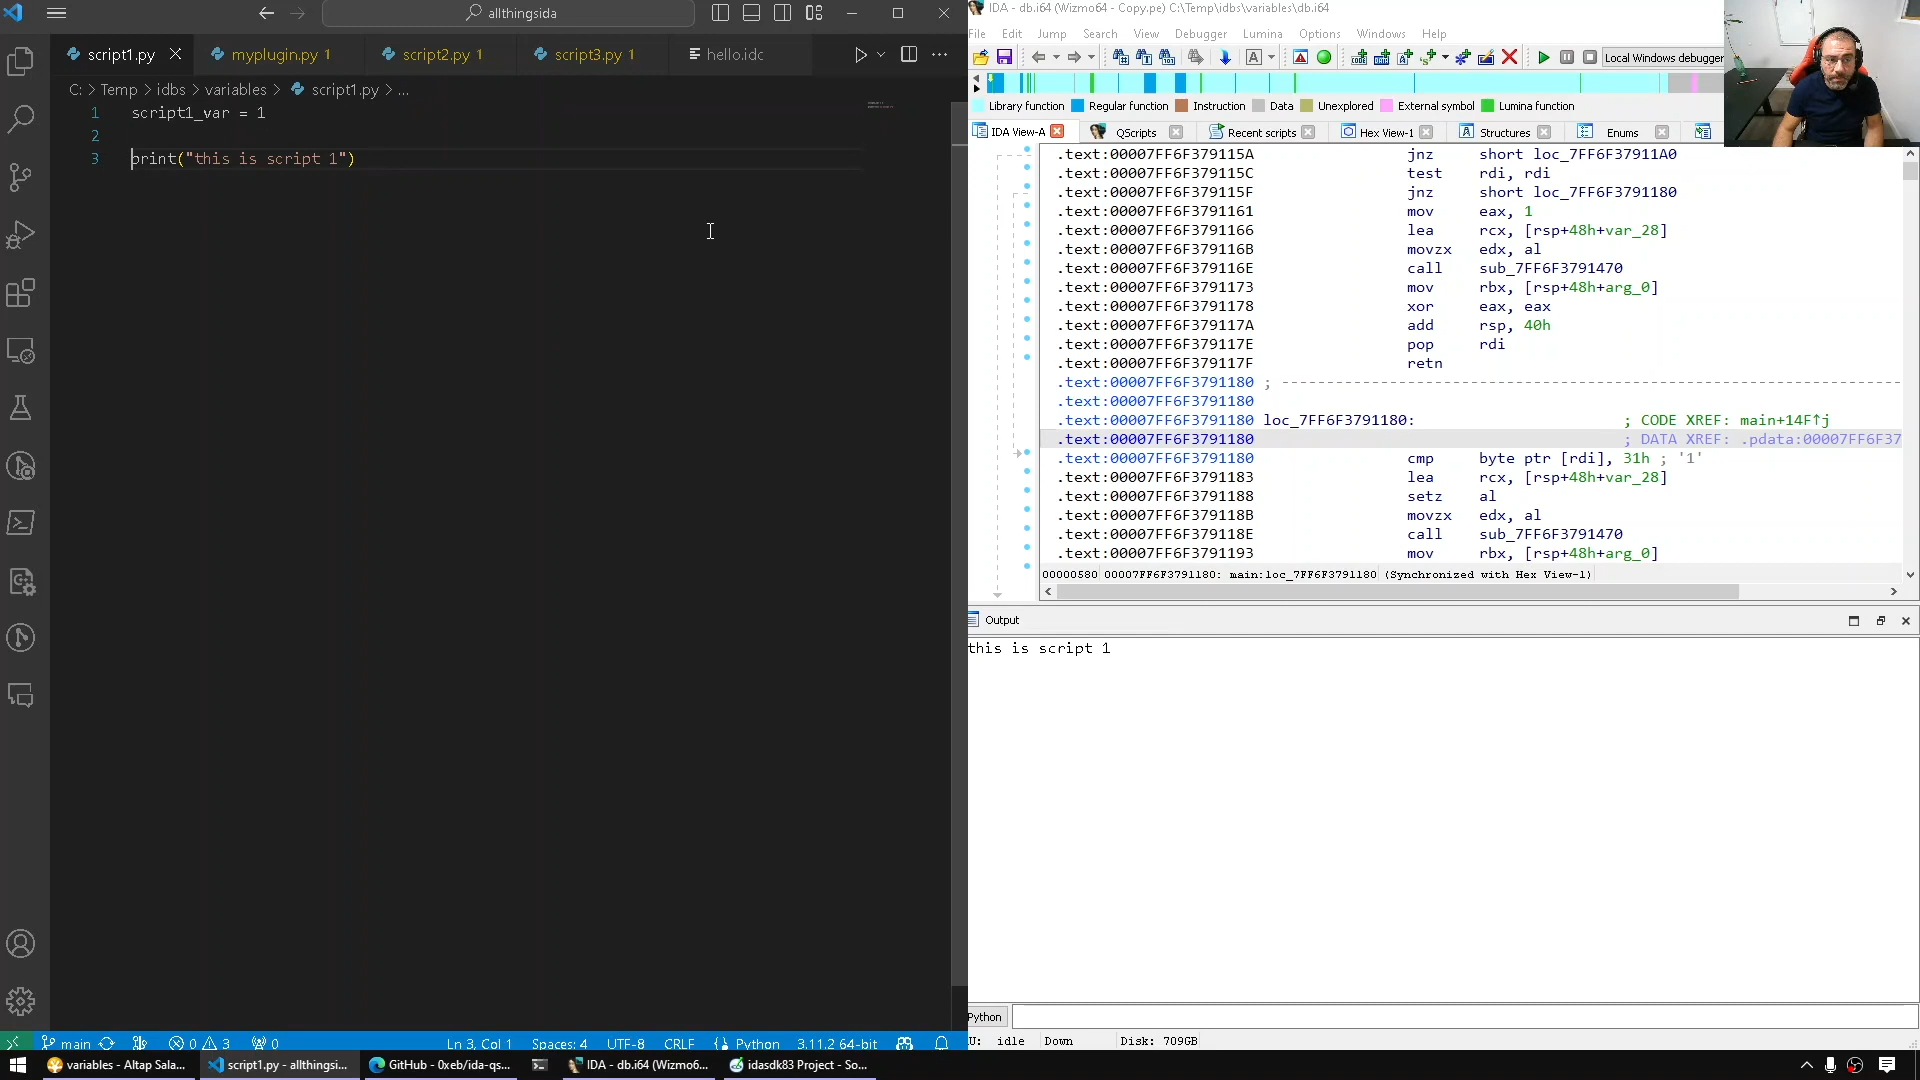 allthingsida
script1.py
myplugin.py 1
script2.py 1
script3.py 1
hello.idc
C: > Temp > idbs > variables > script1.py > ...
1 script1_var = 1
2
3 print("this is script 1")
main
0 3
0
Ln 3, Col 1
Spaces: 4
UTF-8
CRLF
Python
3.11.2 64-bit
IDA - db.i64 (Wizmo64 - Copy.pe) C:\Temp\idbs\variables\db.i64
File Edit Jump Search View Debugger Lumina Options Windows Help
Local Windows debugger
Library function Regular function Instruction Data Unexplored External symbol Lumina function
IDA View-A QScripts Recent scripts Hex View-1 Structures Enums
.text:00007FF6F379115A jnz short loc_7FF6F37911A0
.text:00007FF6F379115C test rdi, rdi
.text:00007FF6F379115F jnz short loc_7FF6F3791180
.text:00007FF6F3791161 mov eax, 1
.text:00007FF6F3791166 lea rcx, [rsp+48h+var_28]
.text:00007FF6F379116B movzx edx, al
.text:00007FF6F379116E call sub_7FF6F3791470
.text:00007FF6F3791173 mov rbx, [rsp+48h+arg_0]
.text:00007FF6F3791178 xor eax, eax
.text:00007FF6F379117A add rsp, 40h
.text:00007FF6F379117E pop rdi
.text:00007FF6F379117F retn
.text:00007FF6F3791180 ; ---------------------------------------------------------------------
.text:00007FF6F3791180
.text:00007FF6F3791180 loc_7FF6F3791180: ; CODE XREF: main+14F↑j
.text:00007FF6F3791180 ; DATA XREF: .pdata:00007FF6F37
.text:00007FF6F3791180 cmp byte ptr [rdi], 31h ; '1'
.text:00007FF6F3791183 lea rcx, [rsp+48h+var_28]
.text:00007FF6F3791188 setz al
.text:00007FF6F379118B movzx edx, al
.text:00007FF6F379118E call sub_7FF6F3791470
.text:00007FF6F3791193 mov rbx, [rsp+48h+arg_0]
00000580 00007FF6F3791180: main:loc_7FF6F3791180 (Synchronized with Hex View-1)
Output
this is script 1
Python
U: idle Down Disk: 709GB
variables - Altap Sala...
script1.py - allthingsi...
GitHub - 0xeb/ida-qs...
IDA - db.i64 (Wizmo6...
idasdk83 Project - So...